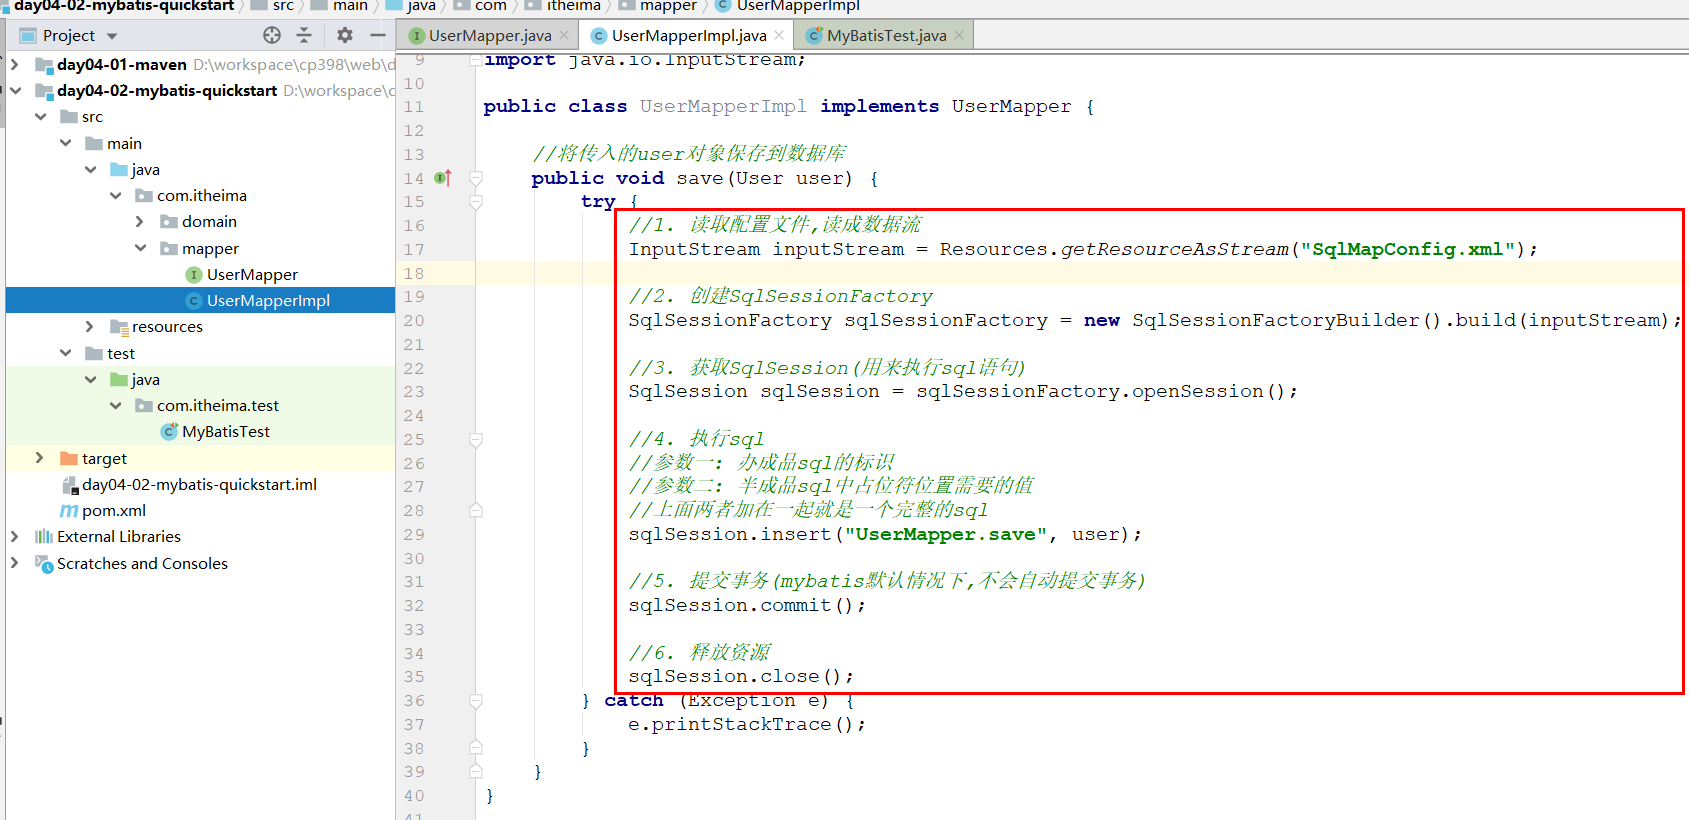 day04-02-mybatis-quickstart src main java com itheima mapper UserMapperImpl
Project
UserMapper.java UserMapperImpl.java MyBatisTest.java
day04-01-maven D:\workspace\cp398\web\d
day04-02-mybatis-quickstart D:\workspace\c
src
main
java
com.itheima
domain
mapper
UserMapper
UserMapperImpl
resources
test
java
com.itheima.test
MyBatisTest
target
day04-02-mybatis-quickstart.iml
pom.xml
External Libraries
Scratches and Consoles
9 import java.io.InputStream;
10
11 public class UserMapperImpl implements UserMapper {
12
13 //将传入的user对象保存到数据库
14 public void save(User user) {
15 try {
16 //1. 读取配置文件,读成数据流
17 InputStream inputStream = Resources.getResourceAsStream("SqlMapConfig.xml");
18
19 //2. 创建SqlSessionFactory
20 SqlSessionFactory sqlSessionFactory = new SqlSessionFactoryBuilder().build(inputStream);
21
22 //3. 获取SqlSession(用来执行sql语句)
23 SqlSession sqlSession = sqlSessionFactory.openSession();
24
25 //4. 执行sql
26 //参数一: 办成品sql的标识
27 //参数二: 半成品sql中占位符位置需要的值
28 //上面两者加在一起就是一个完整的sql
29 sqlSession.insert("UserMapper.save", user);
30
31 //5. 提交事务(mybatis默认情况下,不会自动提交事务)
32 sqlSession.commit();
33
34 //6. 释放资源
35 sqlSession.close();
36 } catch (Exception e) {
37 e.printStackTrace();
38 }
39 }
40 }
41